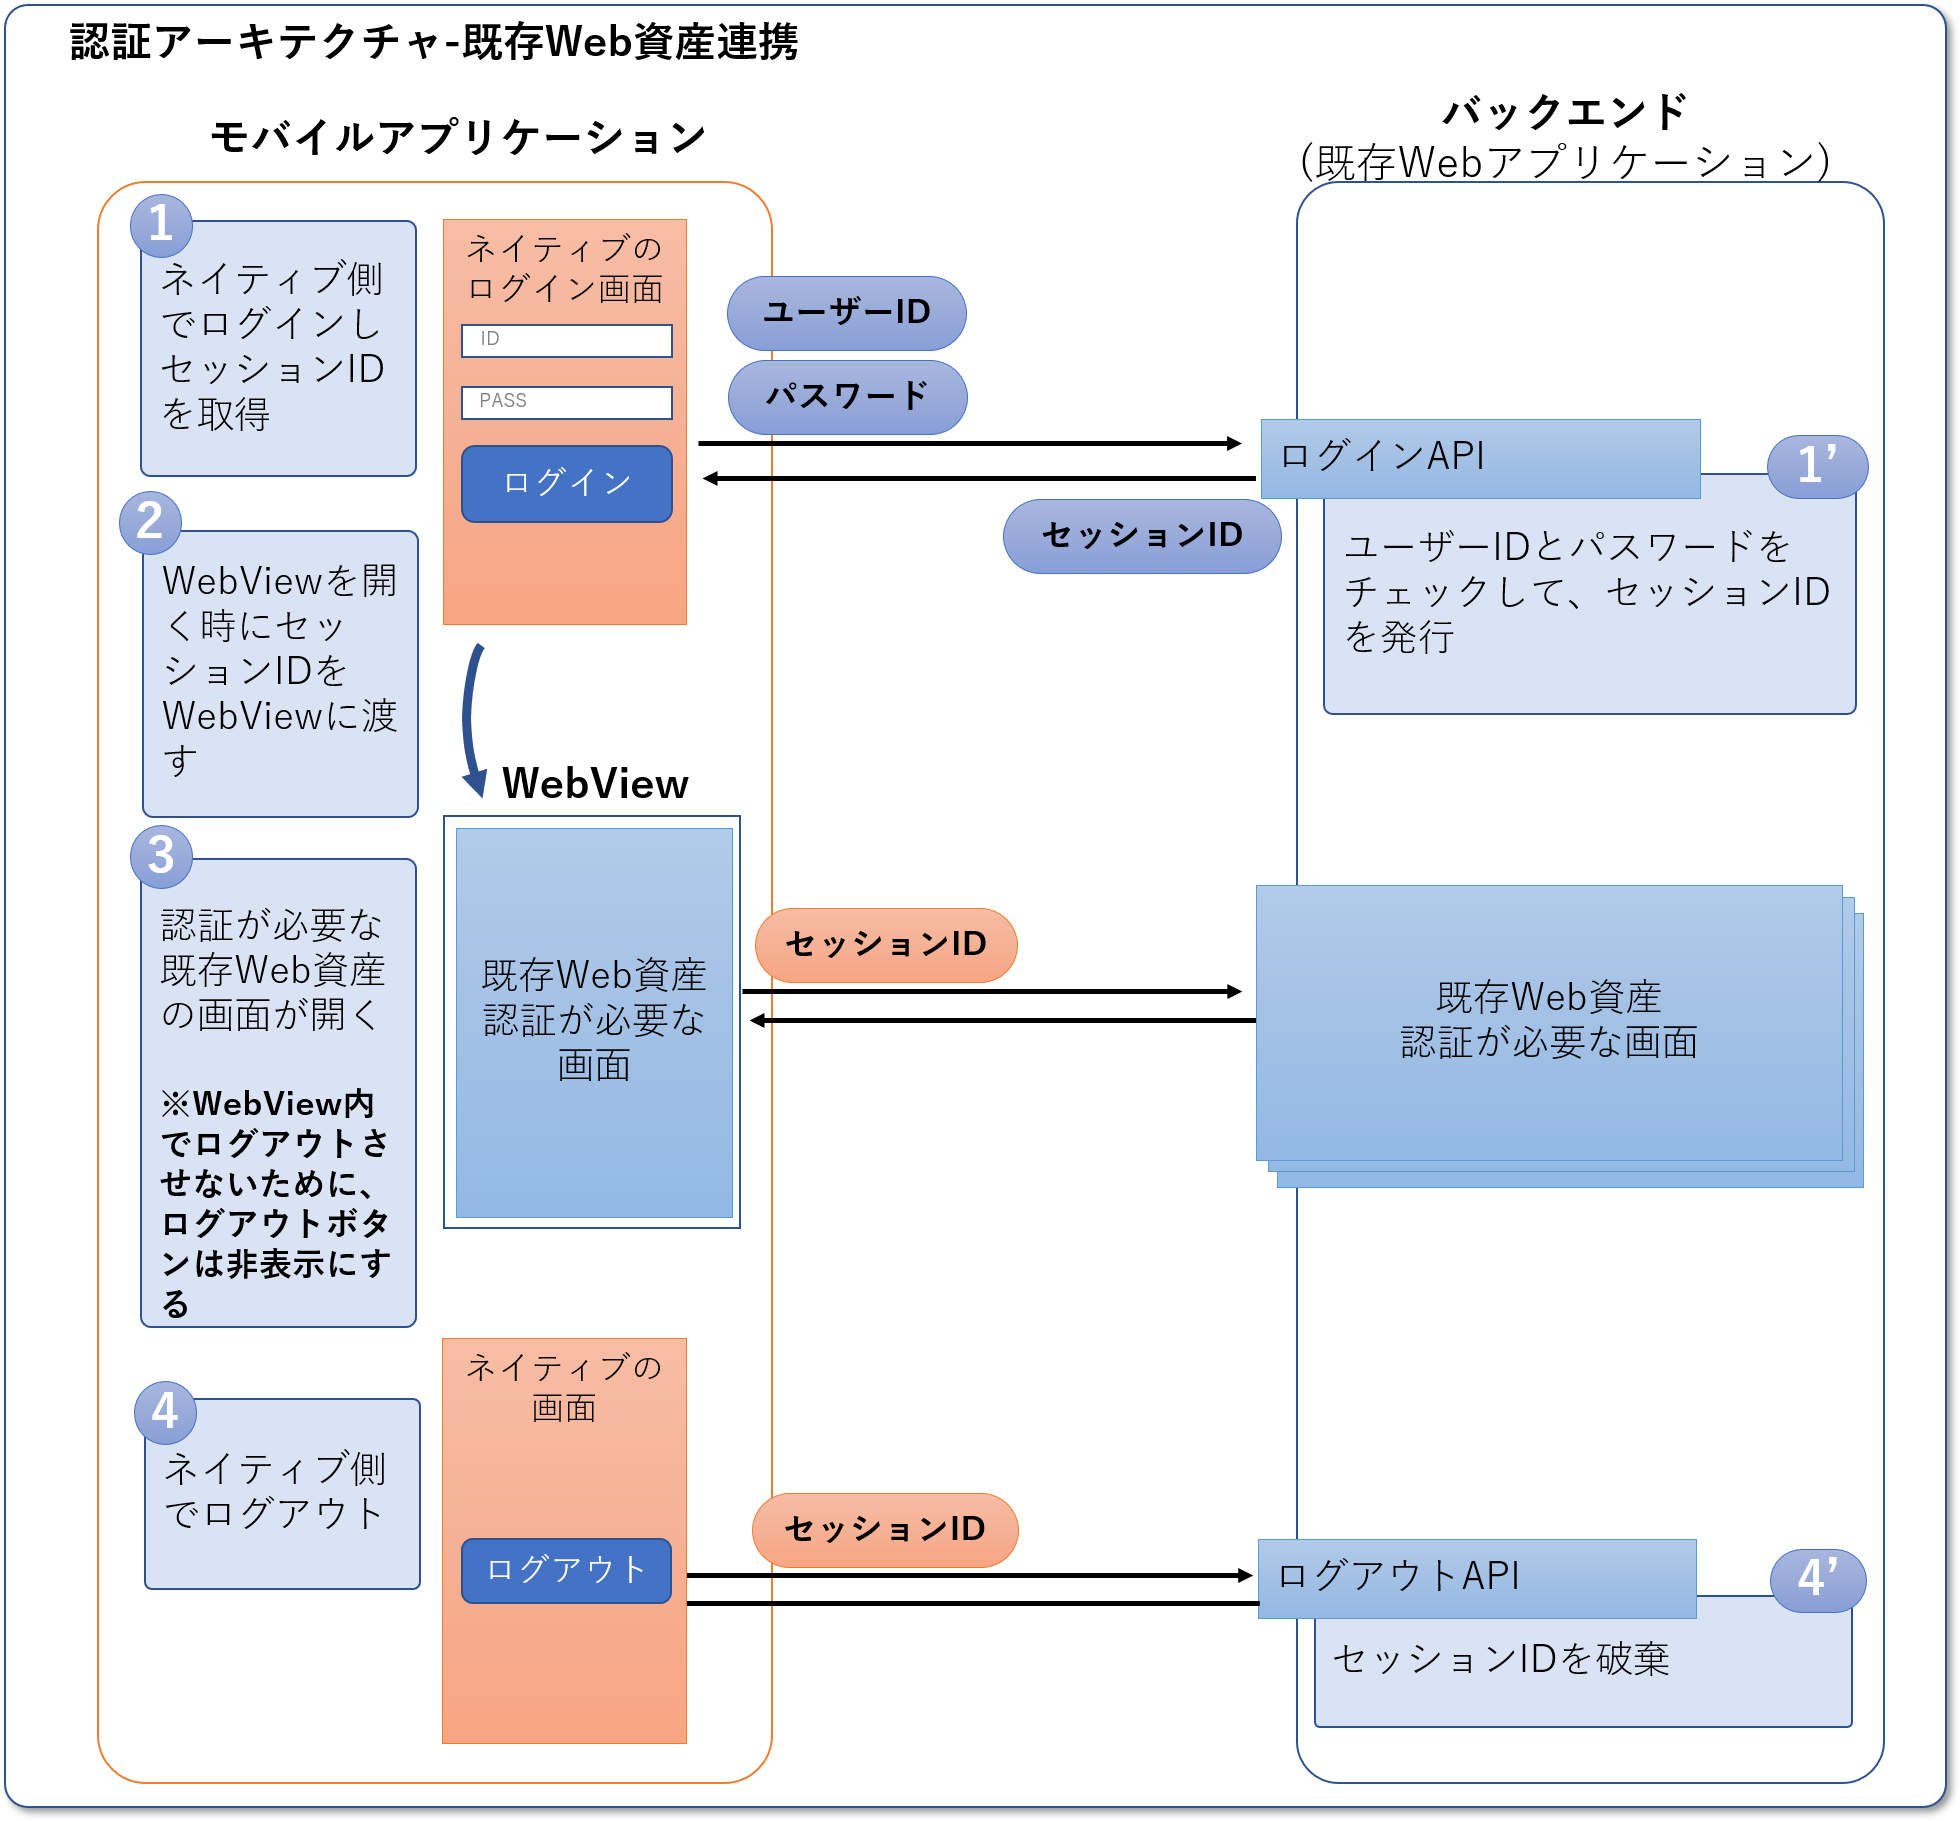 認証アーキテクチャ-既存Web資産連携
モバイルアプリケーション
バックエンド
(既存Webアプリケーション)
1
ネイティブ側
でログインし
セッションID
を取得
ネイティブの
ログイン画面
ID
PASS
ログイン
ユーザーID
パスワード
セッションID
ログインAPI
1’
ユーザーIDとパスワードを
チェックして、セッションID
を発行
2
WebViewを開
く時にセッ
ションIDを
WebViewに渡
す
WebView
3
認証が必要な
既存Web資産
の画面が開く
※WebView内
でログアウトさ
せないために、
ログアウトボタ
ンは非表示にす
る
既存Web資産
認証が必要な
画面
セッションID
既存Web資産
認証が必要な画面
4
ネイティブ側
でログアウト
ネイティブの
画面
ログアウト
セッションID
ログアウトAPI
4’
セッションIDを破棄